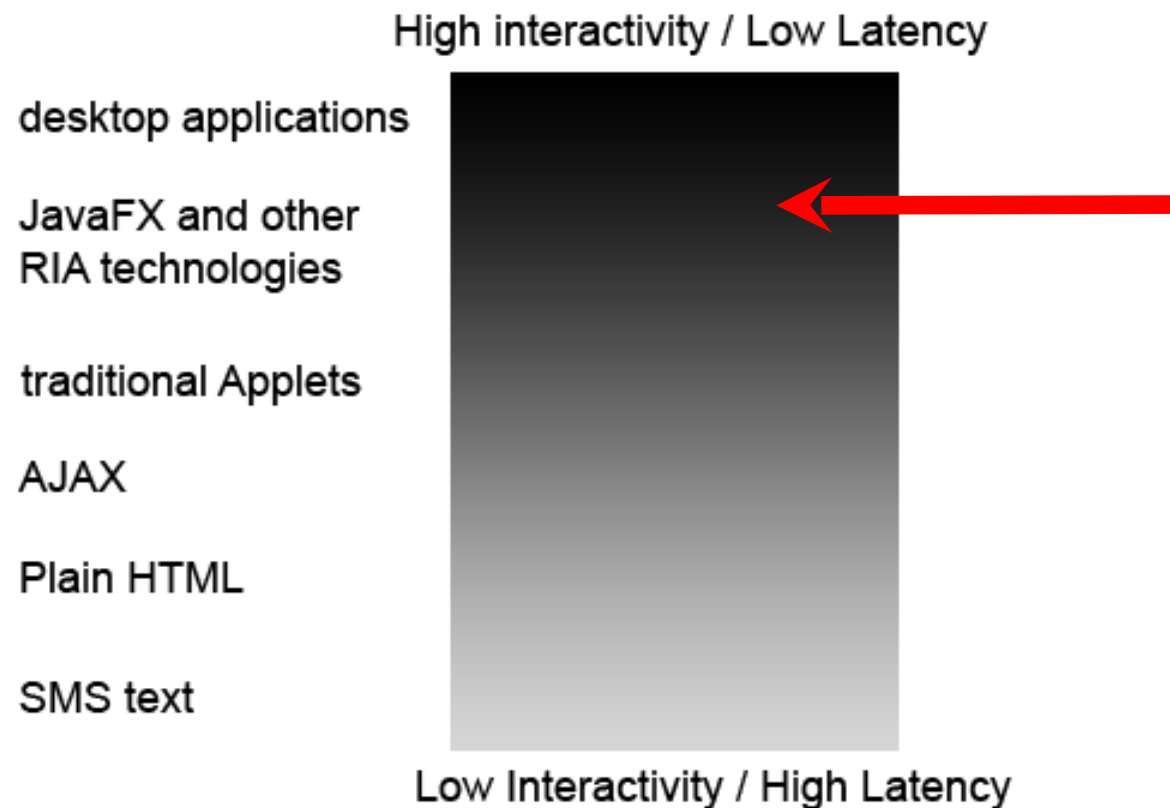 High interactivity / Low Latency
desktop applications
JavaFX and other
RIA technologies
traditional Applets
AJAX
Plain HTML
SMS text
Low Interactivity / High Latency